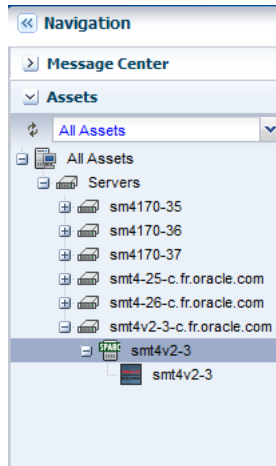 Navigation
Message Center
Assets
All Assets
All Assets
Servers
sm4170-35
sm4170-36
sm4170-37
smt4-25-c.fr.oracle.com
smt4-26-c.fr.oracle.com
smt4v2-3-c.fr.oracle.com
SPARC smt4v2-3
smt4v2-3